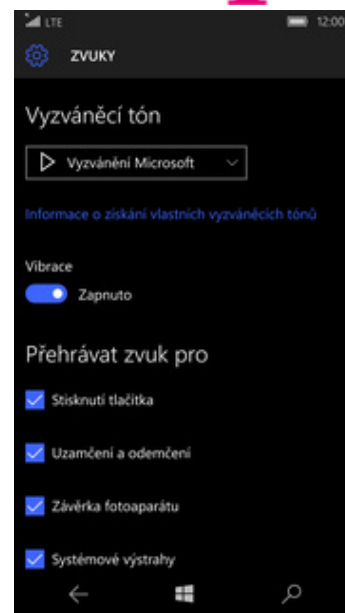 LTE 12:00
ZVUKY
Vyzváněcí tón
Vyzvánění Microsoft
Informace o získání vlastních vyzváněcích tónů
Vibrace
Zapnuto
Přehrávat zvuk pro
Stisknutí tlačítka
Uzamčení a odemčení
Závěrka fotoaparátu
Systémové výstrahy